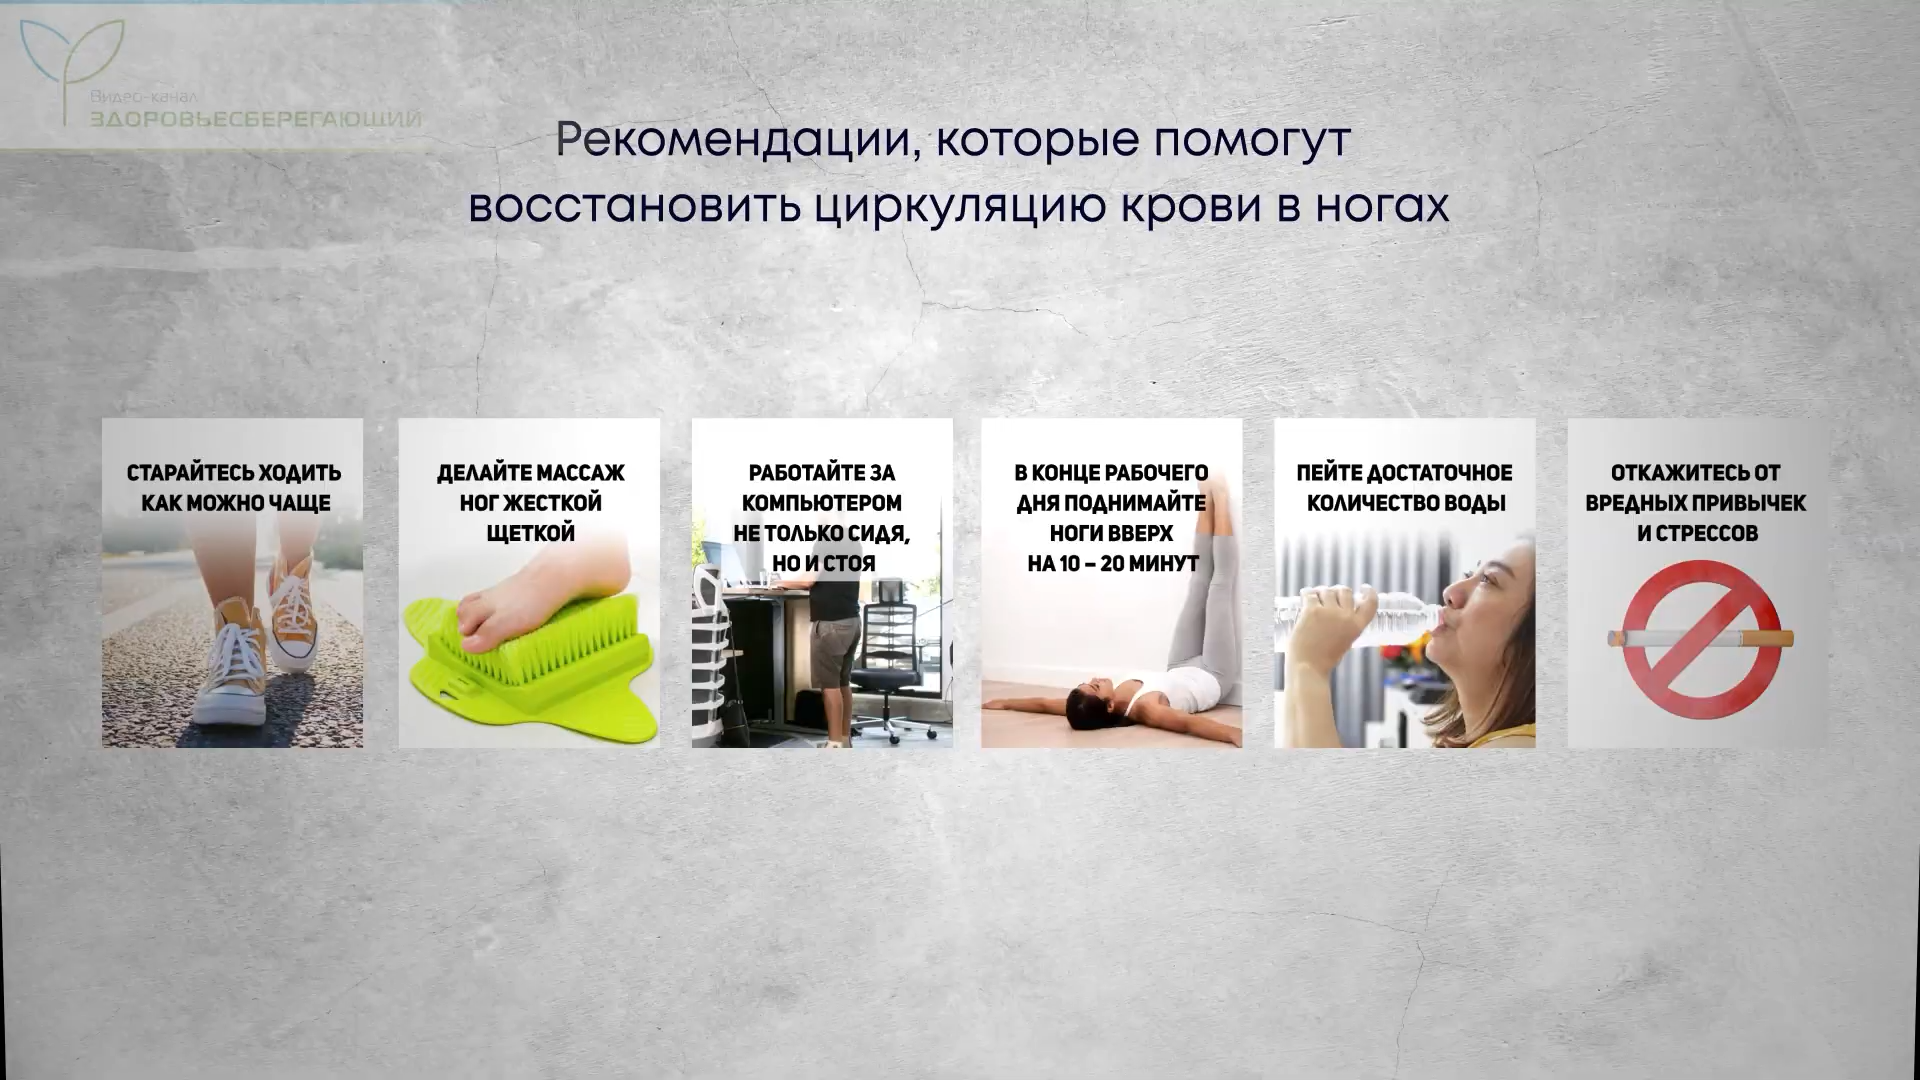 Видео-канал
ЗДОРОВЬЕСБЕРЕГАЮЩИЙ
Рекомендации, которые помогут
восстановить циркуляцию крови в ногах
СТАРАЙТЕСЬ ХОДИТЬ
КАК МОЖНО ЧАЩЕ
ДЕЛАЙТЕ МАССАЖ
НОГ ЖЕСТКОЙ
ЩЕТКОЙ
РАБОТАЙТЕ ЗА
КОМПЬЮТЕРОМ
НЕ ТОЛЬКО СИДЯ,
НО И СТОЯ
В КОНЦЕ РАБОЧЕГО
ДНЯ ПОДНИМАЙТЕ
НОГИ ВВЕРХ
НА 10 – 20 МИНУТ
ПЕЙТЕ ДОСТАТОЧНОЕ
КОЛИЧЕСТВО ВОДЫ
ОТКАЖИТЕСЬ ОТ
ВРЕДНЫХ ПРИВЫЧЕК
И СТРЕССОВ